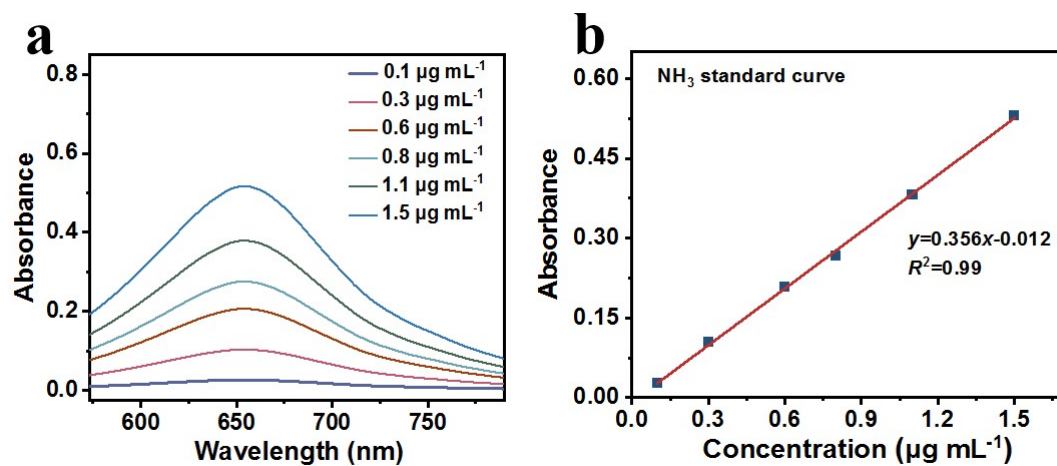 a
0.8
0.6
0.4
0.2
0.0
Absorbance
600
650
700
750
Wavelength (nm)
0.1 µg mL⁻¹
0.3 µg mL⁻¹
0.6 µg mL⁻¹
0.8 µg mL⁻¹
1.1 µg mL⁻¹
1.5 µg mL⁻¹
b
NH₃ standard curve
0.60
0.45
0.30
0.15
0.00
Absorbance
y=0.356x-0.012
R²=0.99
0.0
0.3
0.6
0.9
1.2
1.5
Concentration (µg mL⁻¹)